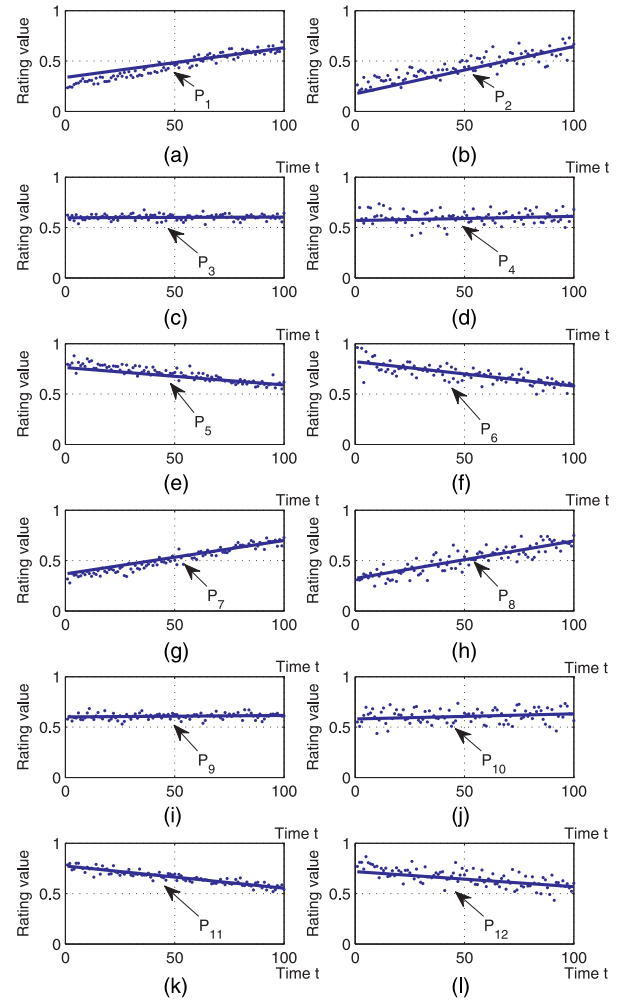 1
Rating value
0.5
0
P1
0
50
100
(a)
Time t
1
Rating value
0.5
0
P2
0
50
100
(b)
Time t
1
Rating value
0.5
0
P3
0
50
100
(c)
Time t
1
Rating value
0.5
0
P4
0
50
100
(d)
Time t
1
Rating value
0.5
0
P5
0
50
100
(e)
Time t
1
Rating value
0.5
0
P6
0
50
100
(f)
Time t
1
Rating value
0.5
0
P7
0
50
100
(g)
Time t
1
Rating value
0.5
0
P8
0
50
100
(h)
Time t
1
Rating value
0.5
0
P9
0
50
100
(i)
Time t
1
Rating value
0.5
0
P10
0
50
100
(j)
Time t
1
Rating value
0.5
0
P11
0
50
100
Time t
(k)
1
Rating value
0.5
0
P12
0
50
100
Time t
(l)